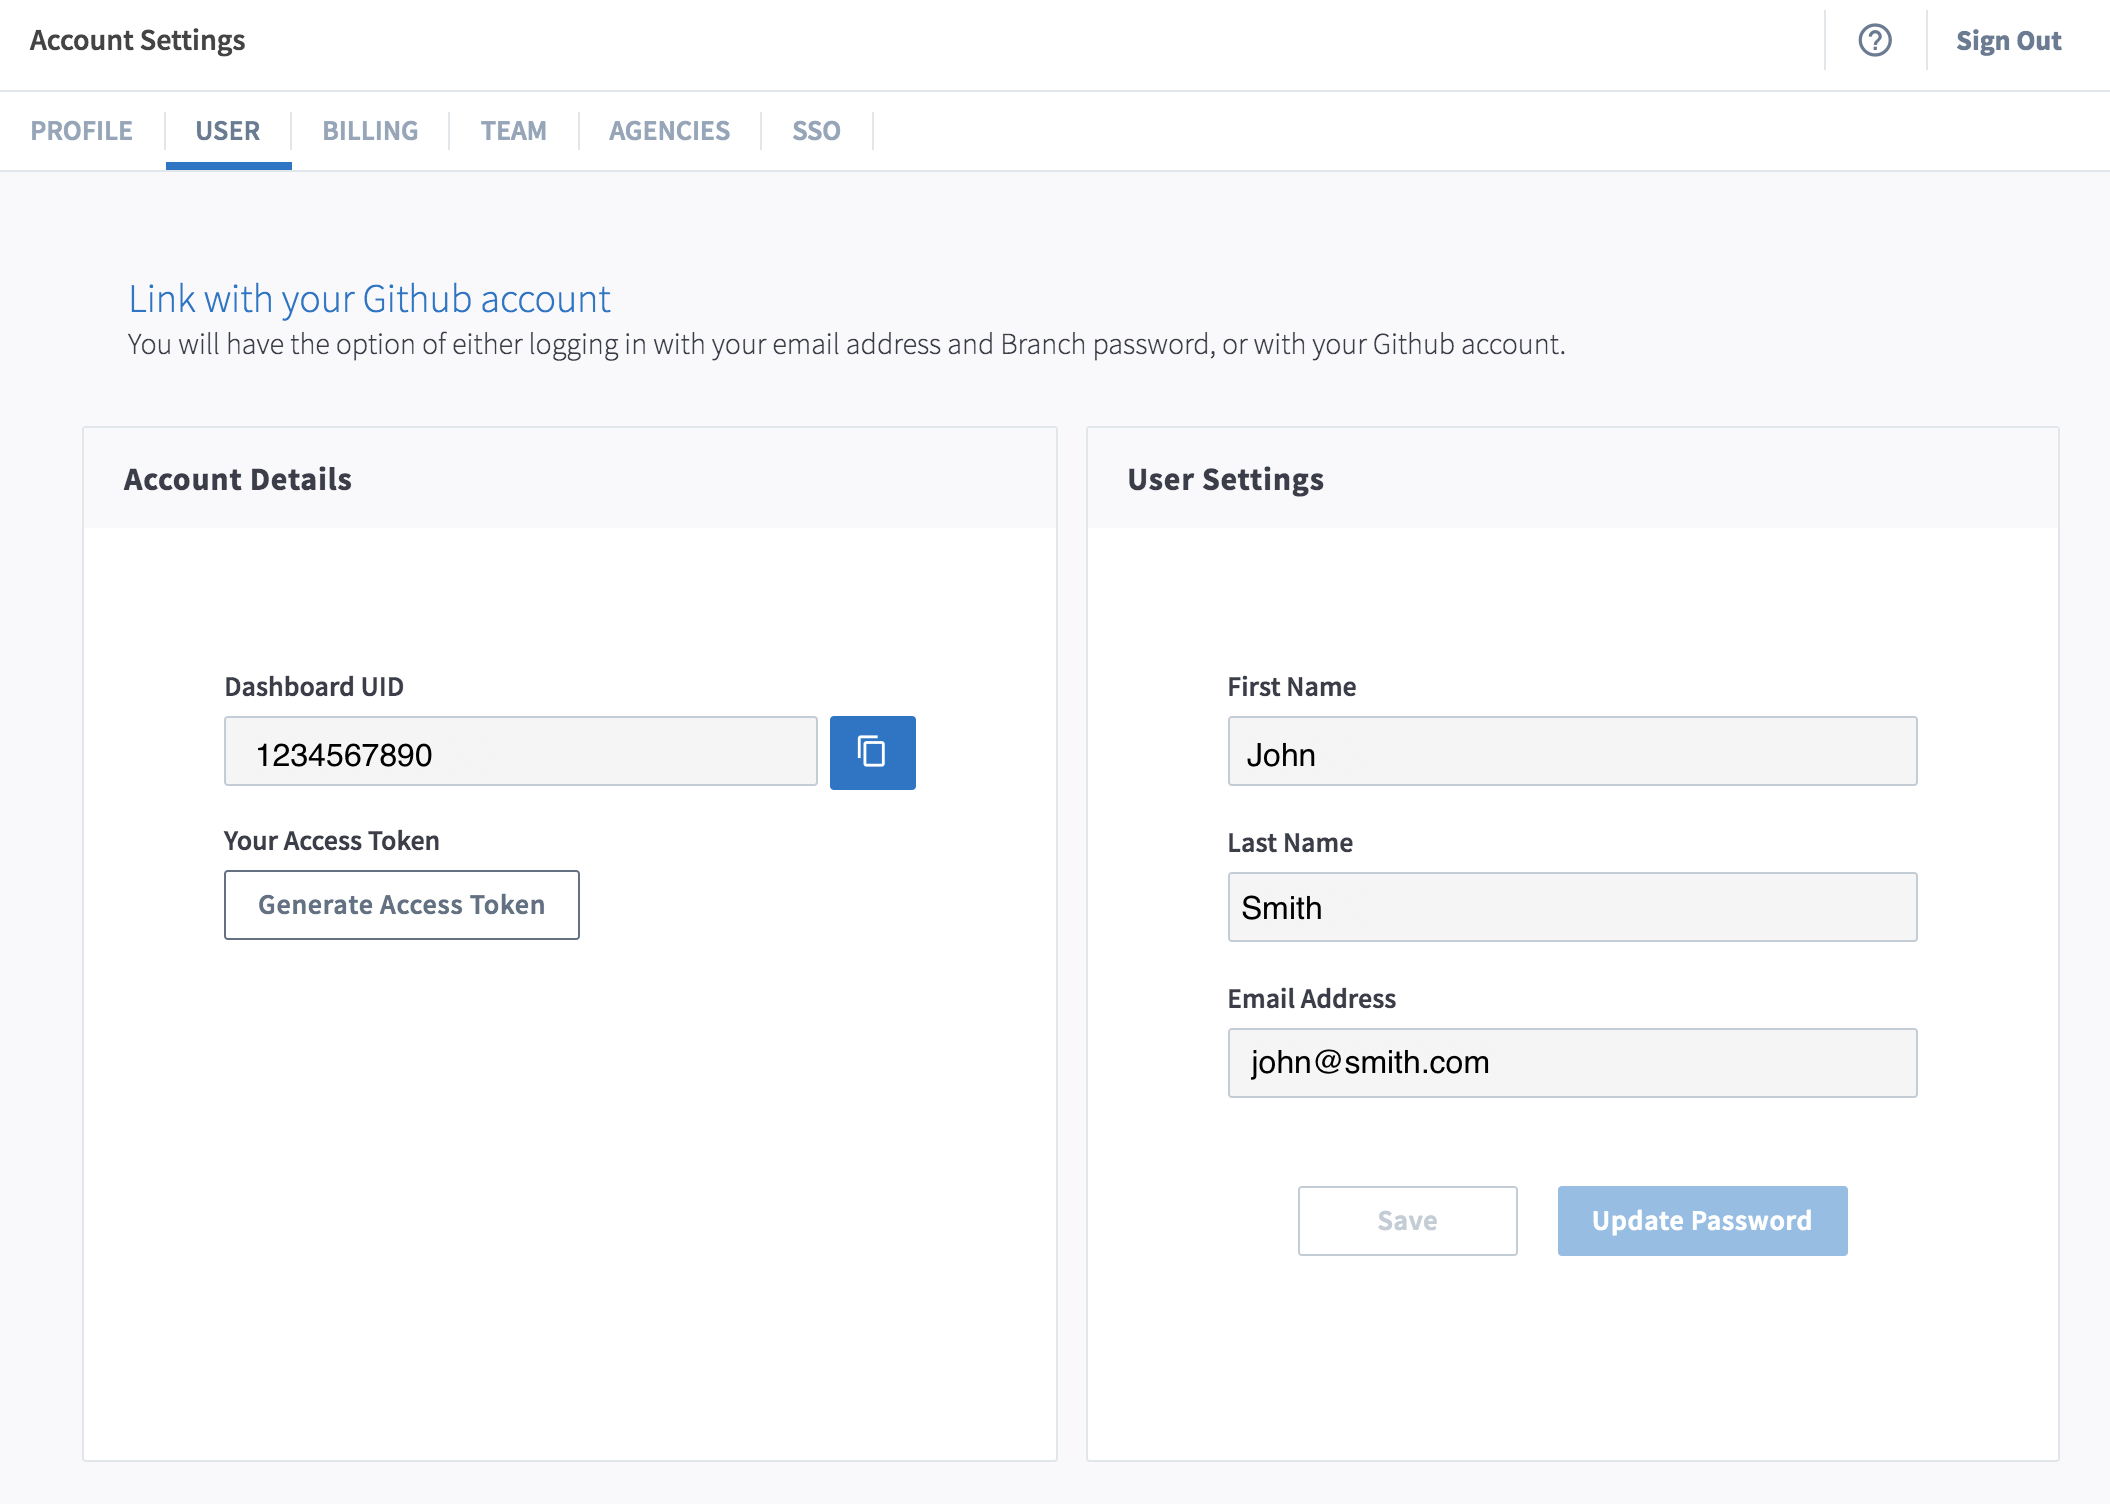 Account Settings
Sign Out
PROFILE
USER
BILLING
TEAM
AGENCIES
SSO
Link with your Github account
You will have the option of either logging in with your email address and Branch password, or with your Github account.
Account Details
Dashboard UID
1234567890
Your Access Token
Generate Access Token
User Settings
First Name
John
Last Name
Smith
Email Address
john@smith.com
Save
Update Password